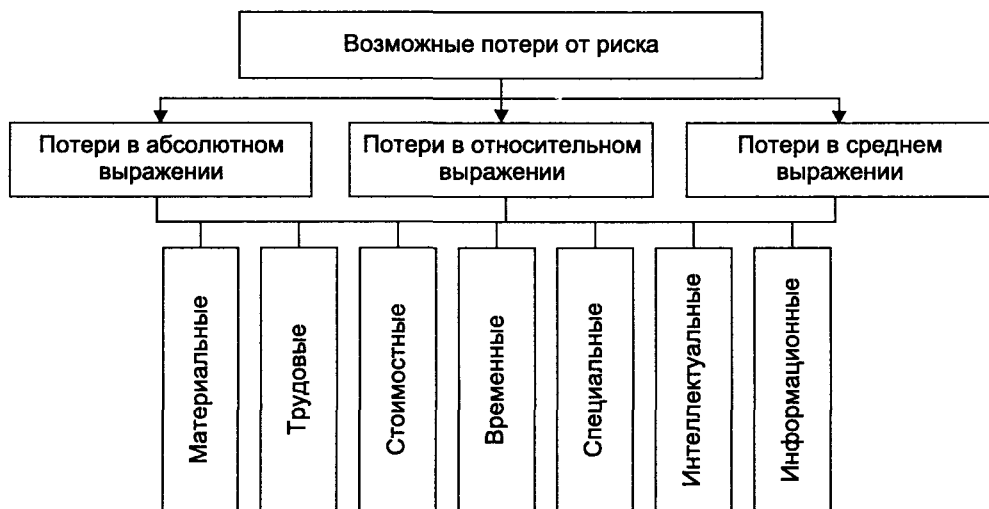 Возможные потери от риска
Потери в абсолютном
выражении
Потери в относительном
выражении
Потери в среднем
выражении
Материальные
Трудовые
Стоимостные
Временные
Специальные
Интеллектуальные
Информационные